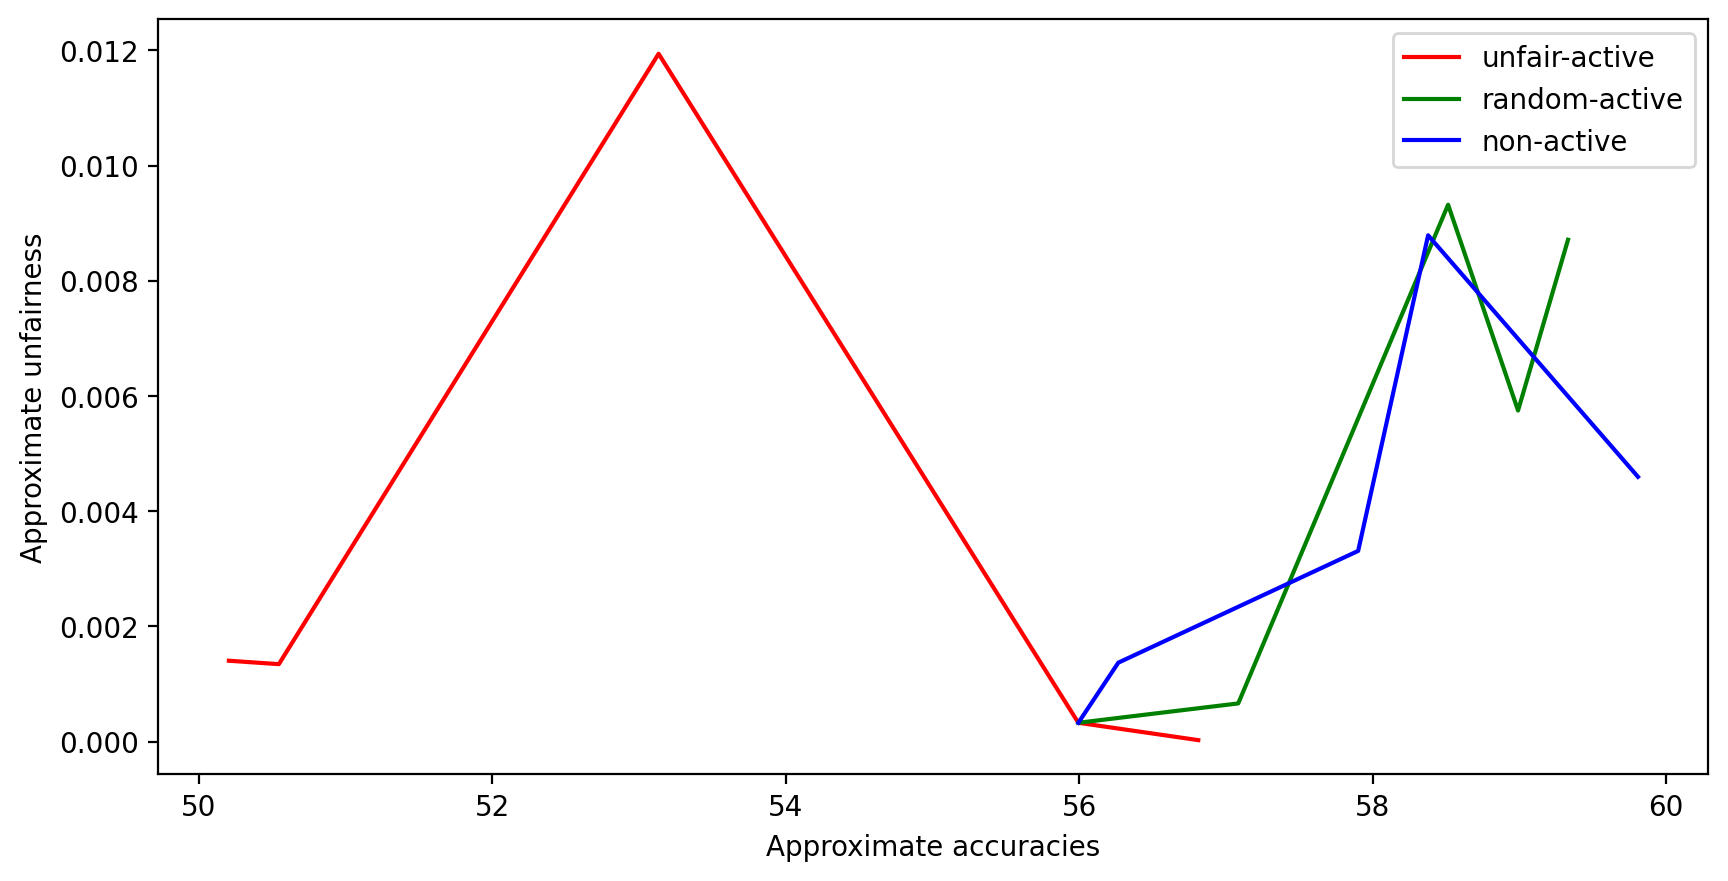 unfair-active
random-active
non-active
Approximate unfairness
0.012
0.010
0.008
0.006
0.004
0.002
0.000
50 52 54 56 58 60
Approximate accuracies